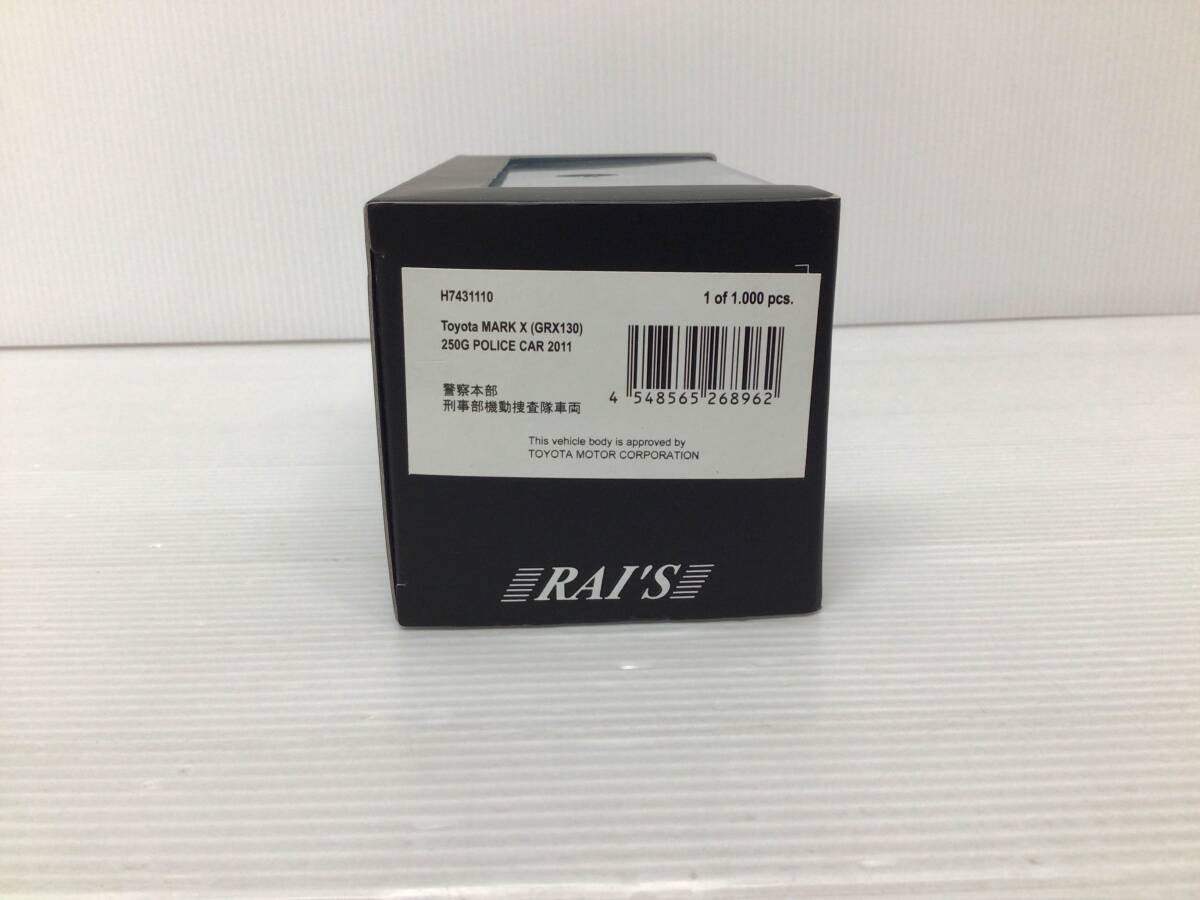 H7431110
1 of 1.000 pcs.
Toyota MARK X (GRX130)
250G POLICE CAR 2011
警察本部
刑事部機動捜査隊車両
4 548565 268962
This vehicle body is approved by
TOYOTA MOTOR CORPORATION
RAI'S